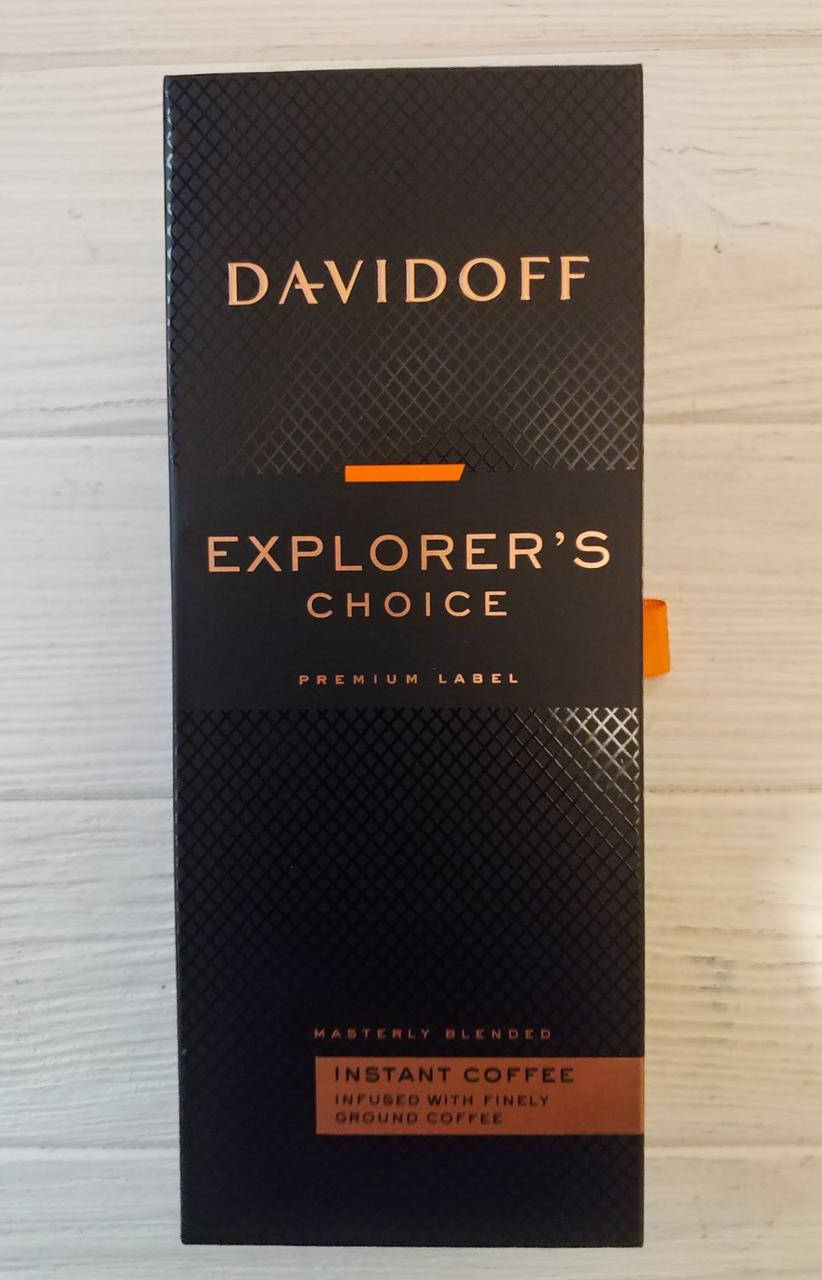 DAVIDOFF
EXPLORER'S
CHOICE
PREMIUM LABEL
MASTERLY BLENDED
INSTANT COFFEE
INFUSED WITH FINELY
GROUND COFFEE